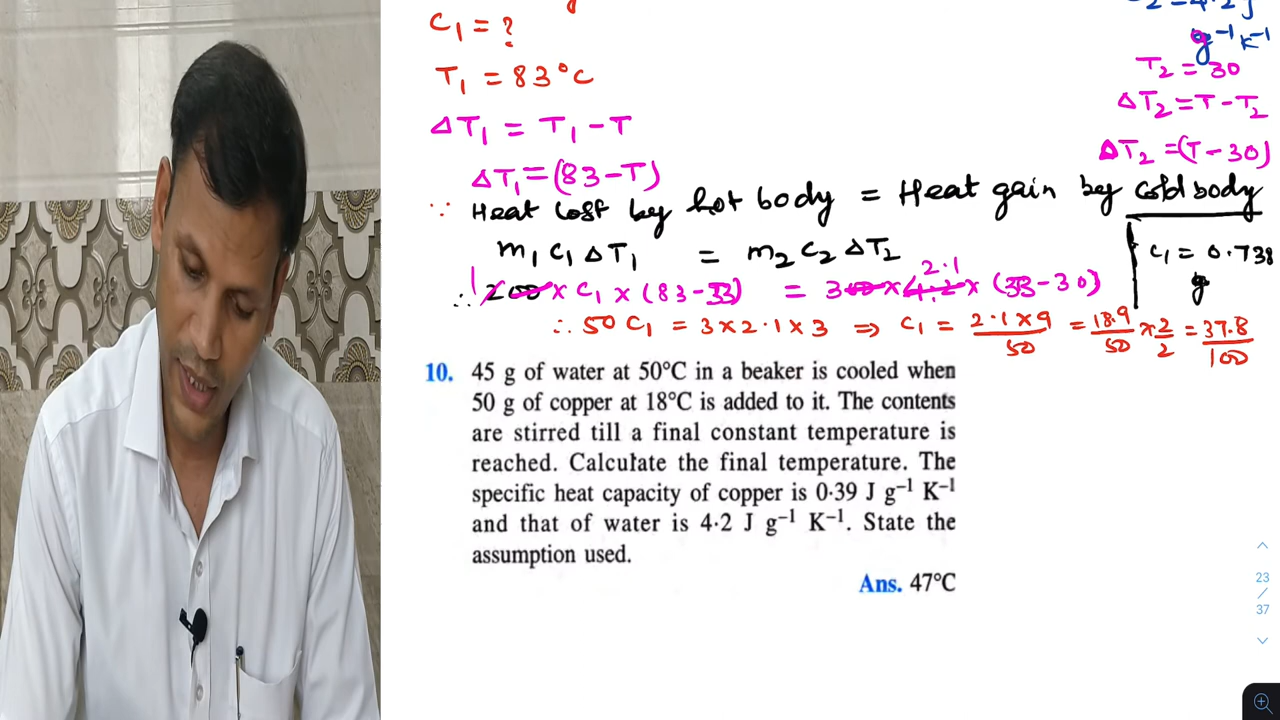 C₁ = ?
T₁ = 83°C
g⁻¹ K⁻¹
T₂ = 30
ΔT₁ = T₁ - T
ΔT₂ = T - T₂
ΔT₁ = (83 - T)
ΔT₂ = (T - 30)
∵ Heat loss by hot body = Heat gain by cold body
m₁ c₁ ΔT₁ = m₂ c₂ ΔT₂
c₁ = 0.738
g
2.1
1
∴ 200 × C₁ × (83 - 33) = 300 × 4.2 × (33 - 30)
∴ 50 C₁ = 3 × 2.1 × 3 ⇒ C₁ = 2.1 × 9 / 50 = 18.9 / 50 × 2 / 2 = 37.8 / 100
10. 45 g of water at 50°C in a beaker is cooled when
50 g of copper at 18°C is added to it. The contents
are stirred till a final constant temperature is
reached. Calculate the final temperature. The
specific heat capacity of copper is 0·39 J g⁻¹ K⁻¹
and that of water is 4·2 J g⁻¹ K⁻¹. State the
assumption used.
Ans. 47°C
23
/
37